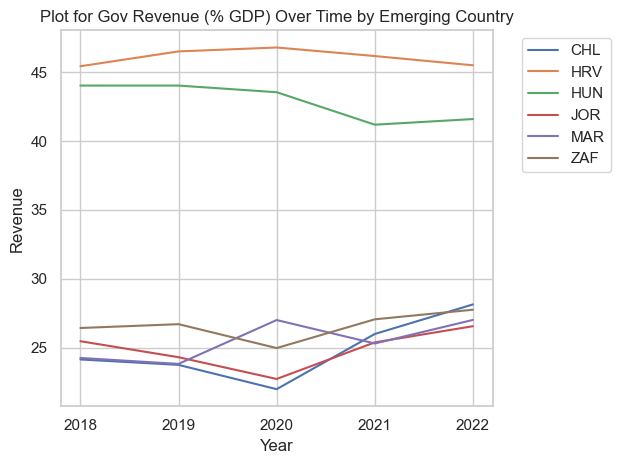 Plot for Gov Revenue (% GDP) Over Time by Emerging Country
CHL
HRV
HUN
JOR
MAR
ZAF
45
40
35
30
25
Revenue
2018 2019 2020 2021 2022
Year